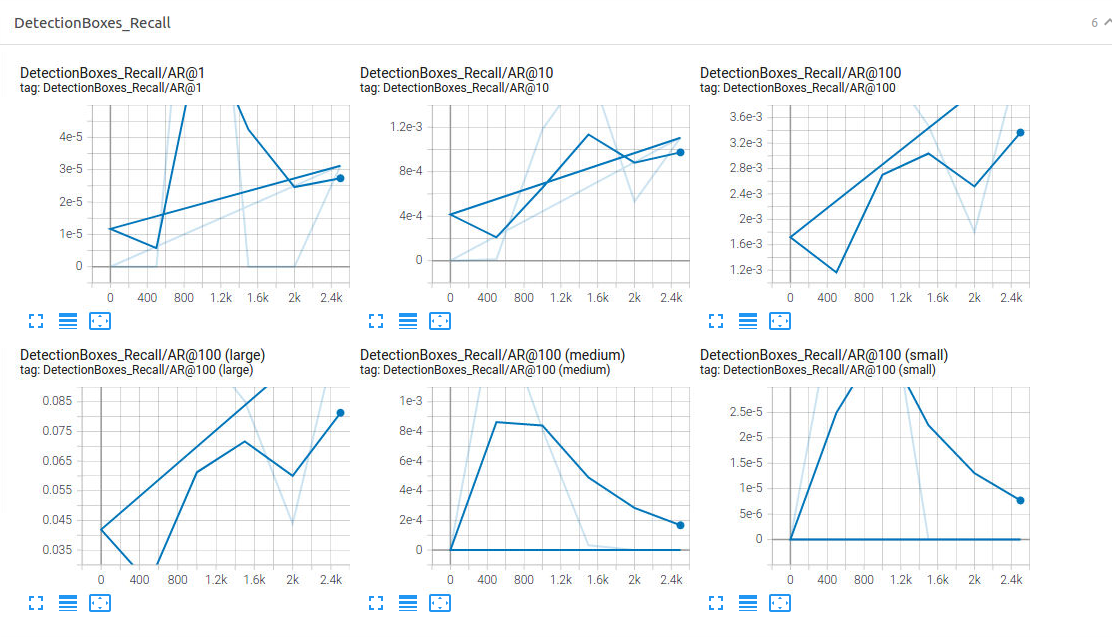 DetectionBoxes_Recall
6
DetectionBoxes_Recall/AR@1
tag: DetectionBoxes_Recall/AR@1
4e-5
3e-5
2e-5
1e-5
0
0 400 800 1.2k 1.6k 2k 2.4k
DetectionBoxes_Recall/AR@10
tag: DetectionBoxes_Recall/AR@10
1.2e-3
8e-4
4e-4
0
0 400 800 1.2k 1.6k 2k 2.4k
DetectionBoxes_Recall/AR@100
tag: DetectionBoxes_Recall/AR@100
3.6e-3
3.2e-3
2.8e-3
2.4e-3
2e-3
1.6e-3
1.2e-3
0 400 800 1.2k 1.6k 2k 2.4k
DetectionBoxes_Recall/AR@100 (large)
tag: DetectionBoxes_Recall/AR@100 (large)
0.085
0.075
0.065
0.055
0.045
0.035
0 400 800 1.2k 1.6k 2k 2.4k
DetectionBoxes_Recall/AR@100 (medium)
tag: DetectionBoxes_Recall/AR@100 (medium)
1e-3
8e-4
6e-4
4e-4
2e-4
0
0 400 800 1.2k 1.6k 2k 2.4k
DetectionBoxes_Recall/AR@100 (small)
tag: DetectionBoxes_Recall/AR@100 (small)
2.5e-5
2e-5
1.5e-5
1e-5
5e-6
0
0 400 800 1.2k 1.6k 2k 2.4k